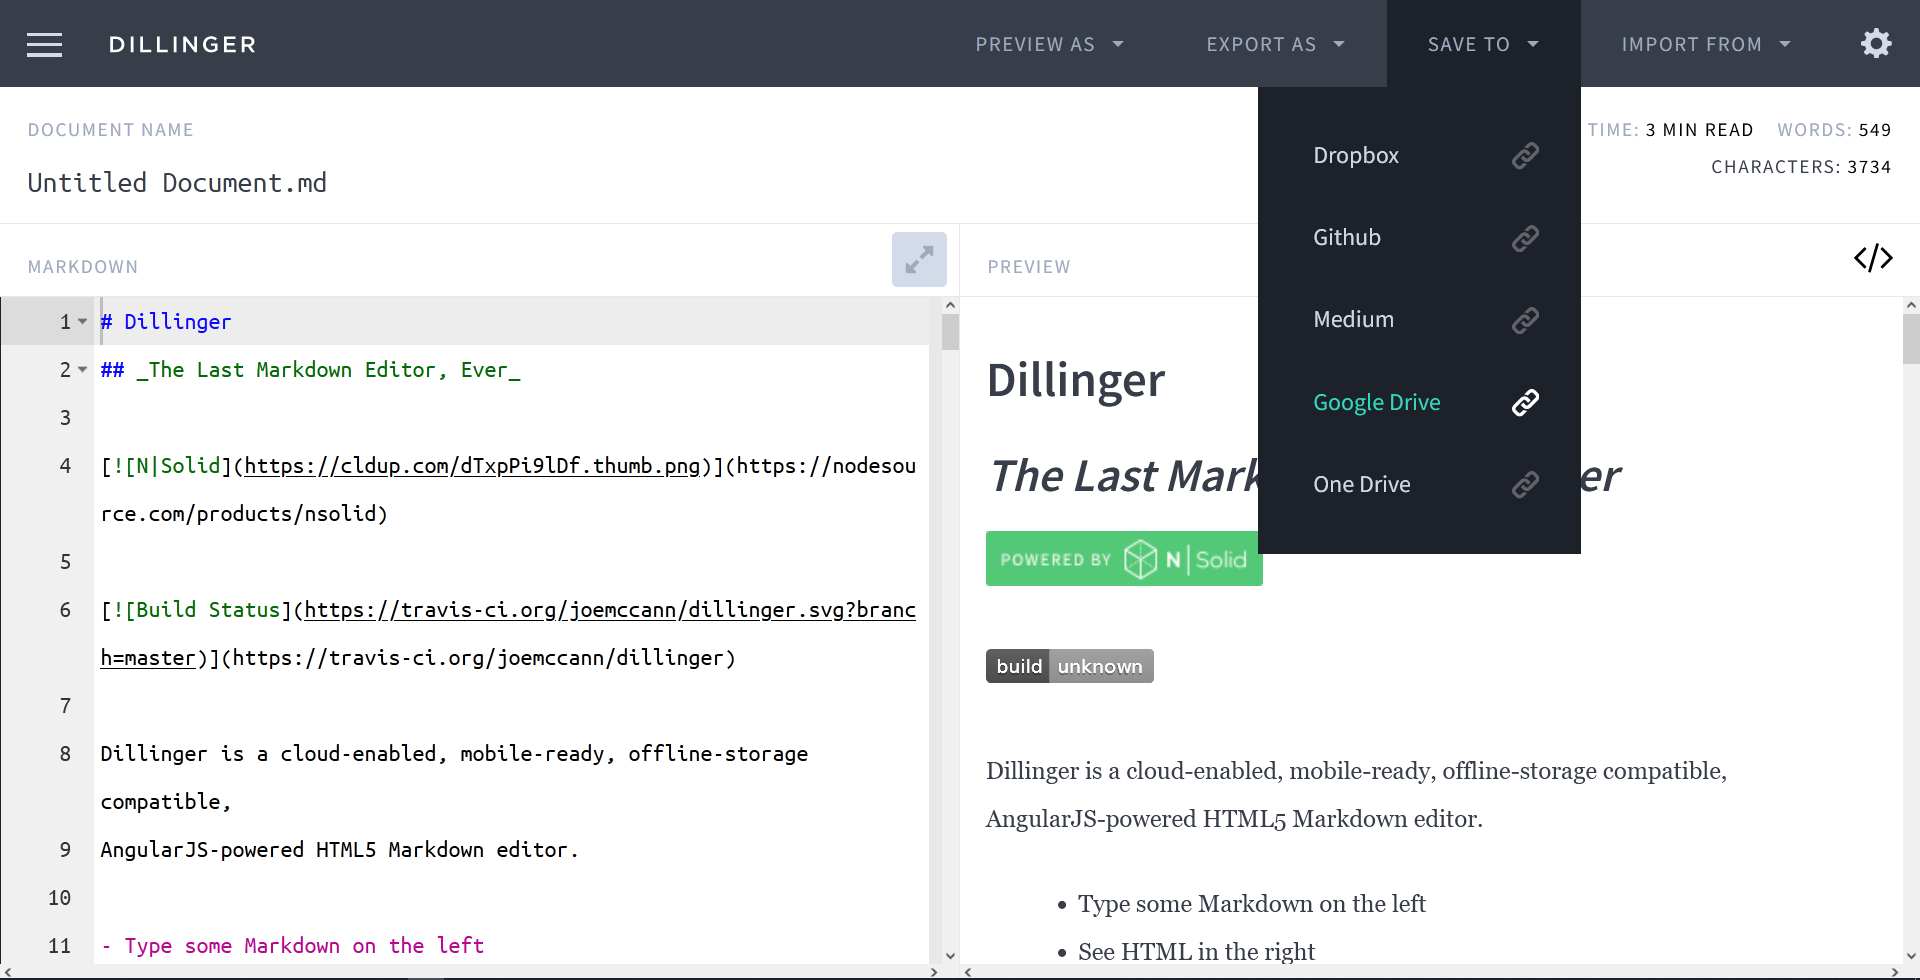 DILLINGER
PREVIEW AS
EXPORT AS
SAVE TO
IMPORT FROM
DOCUMENT NAME
Untitled Document.md
TIME: 3 MIN READ WORDS: 549
CHARACTERS: 3734
Dropbox
Github
Medium
Google Drive
One Drive
MARKDOWN
1 # Dillinger
2 ## _The Last Markdown Editor, Ever_
3
4 [![N|Solid](https://cldup.com/dTxpPi9lDf.thumb.png)](https://nodesou
rce.com/products/nsolid)
5
6 [![Build Status](https://travis-ci.org/joemccann/dillinger.svg?branc
h=master)](https://travis-ci.org/joemccann/dillinger)
7
8 Dillinger is a cloud-enabled, mobile-ready, offline-storage
compatible,
9 AngularJS-powered HTML5 Markdown editor.
10
11 - Type some Markdown on the left
PREVIEW
</>
Dillinger
The Last Mark er
POWERED BY N|Solid
build unknown
Dillinger is a cloud-enabled, mobile-ready, offline-storage compatible,
AngularJS-powered HTML5 Markdown editor.
• Type some Markdown on the left
• See HTML in the right